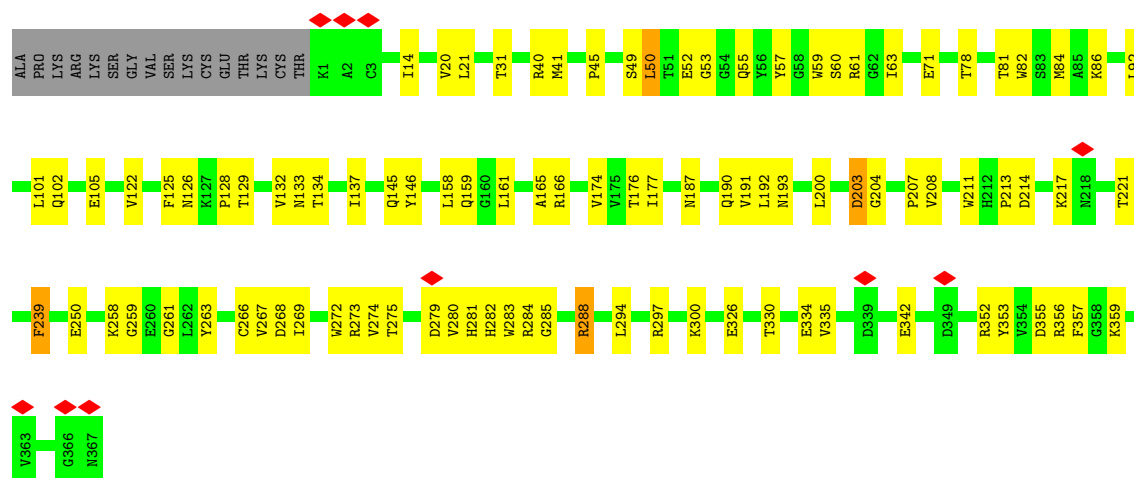 ALA PRO LYS ARG LYS SER GLY VAL SER LYS CYS GLU THR LYS CYS THR K1 A2 C3 I14 V20 L21 T31 R40 M41 P45 S49 L50 T51 E52 G53 G54 Q55 Y56 Y57 G58 W59 S60 R61 G62 I63 E71 T78 T81 W82 S83 M84 A85 K86
L101 Q102 E105 V122 F125 N126 K127 P128 T129 V132 N133 T134 I137 Q145 Y146 L158 Q159 G160 L161 A165 R166 V174 V175 T176 I177 N187 Q190 V191 L192 N193 L200 D203 G204 P207 V208 W211 H212 P213 D214 K217 N218 T221
F239 E250 K258 G259 E260 G261 L262 Y263 C266 V267 D268 I269 W272 R273 V274 T275 D279 V280 H281 H282 W283 R284 G285 R288 L294 R297 K300 E326 T330 E334 V335 D339 E342 D349 R352 Y353 V354 D355 R356 F357 G358 K359
V363 G366 N367